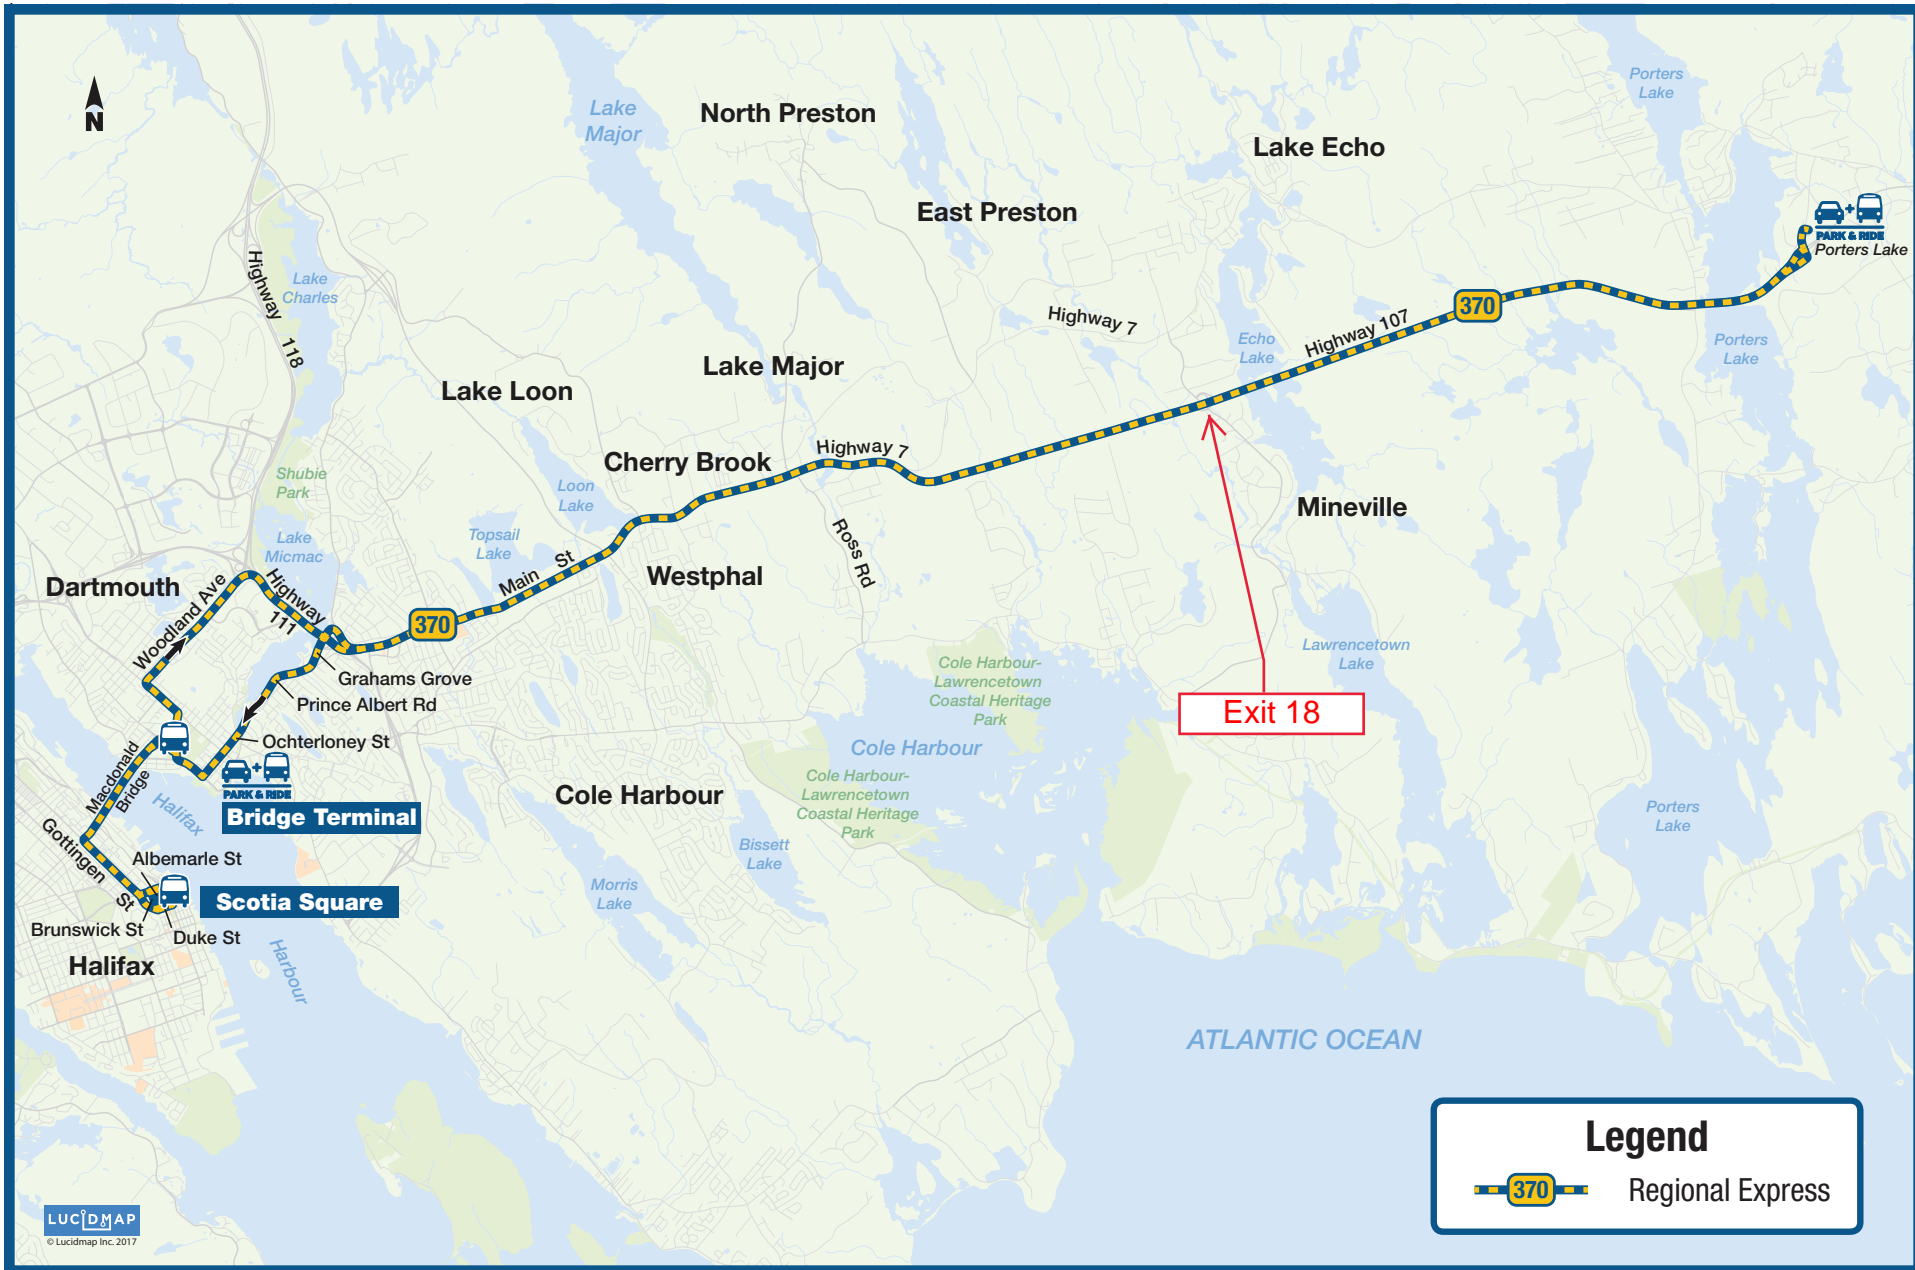 N
Lake
Major
North Preston
Porters
Lake
Lake Echo
East Preston
PARK & RIDE
Porters Lake
Highway
118
Lake
Charles
Highway 7
370
Highway 107
Echo
Lake
Porters
Lake
Lake Major
Lake Loon
Highway 7
Cherry Brook
Shubie
Park
Loon
Lake
Mineville
Lake
Micmac
Topsail
Lake
Ross Rd
Main St
Westphal
Dartmouth
Woodland Ave
Highway
111
370
Lawrencetown
Lake
Grahams Grove
Prince Albert Rd
Cole Harbour-
Lawrencetown
Coastal Heritage
Park
Exit 18
Ochterloney St
Cole Harbour
Macdonald
Bridge
PARK & RIDE
Bridge Terminal
Halifax
Cole Harbour
Cole Harbour-
Lawrencetown
Coastal Heritage
Park
Porters
Lake
Gottingen
St
Albemarle St
Bissett
Lake
Morris
Lake
Scotia Square
Brunswick St
Duke St
Halifax
Harbour
ATLANTIC OCEAN
Legend
370
Regional Express
LUCIDMAP
© Lucidmap Inc. 2017